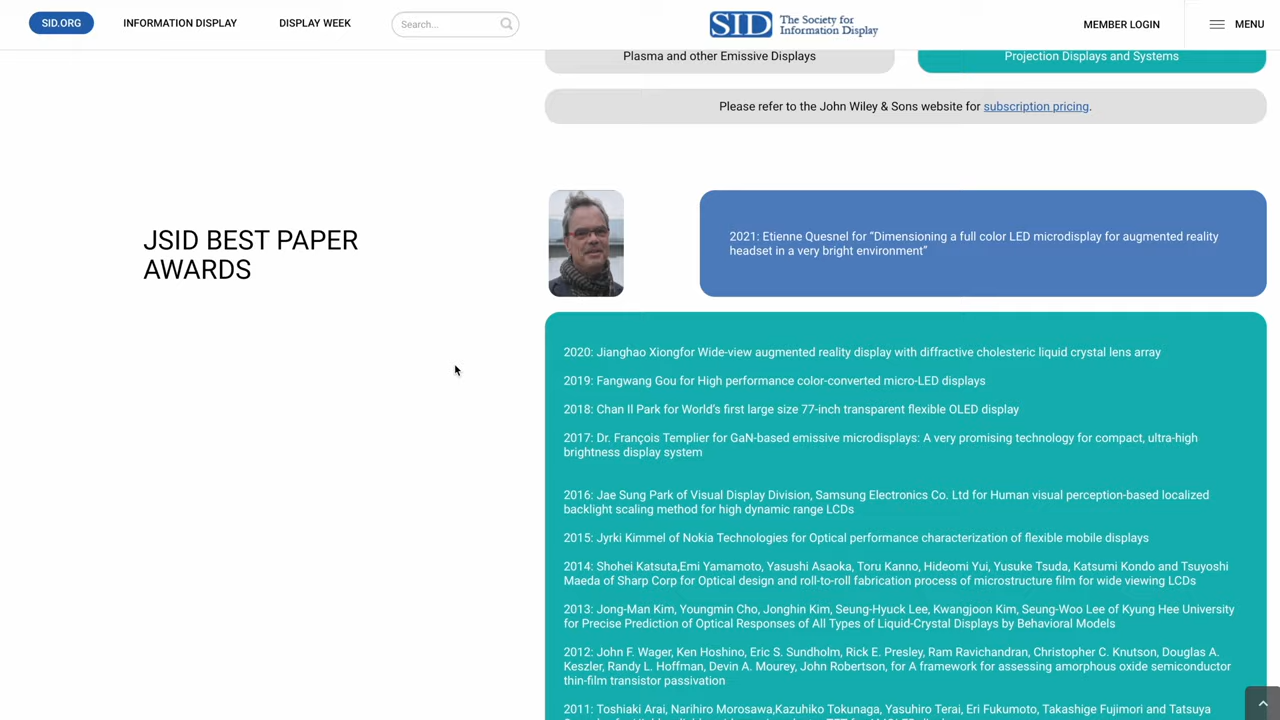 SID.ORG
INFORMATION DISPLAY
DISPLAY WEEK
Search...
SID
The Society for
Information Display
MEMBER LOGIN
MENU
Plasma and other Emissive Displays
Projection Displays and Systems
Please refer to the John Wiley & Sons website for subscription pricing.
JSID BEST PAPER
AWARDS
2021: Etienne Quesnel for “Dimensioning a full color LED microdisplay for augmented reality
headset in a very bright environment”
2020: Jianghao Xiongfor Wide-view augmented reality display with diffractive cholesteric liquid crystal lens array
2019: Fangwang Gou for High performance color-converted micro-LED displays
2018: Chan Il Park for World’s first large size 77-inch transparent flexible OLED display
2017: Dr. François Templier for GaN-based emissive microdisplays: A very promising technology for compact, ultra-high
brightness display system
2016: Jae Sung Park of Visual Display Division, Samsung Electronics Co. Ltd for Human visual perception-based localized
backlight scaling method for high dynamic range LCDs
2015: Jyrki Kimmel of Nokia Technologies for Optical performance characterization of flexible mobile displays
2014: Shohei Katsuta,Emi Yamamoto, Yasushi Asaoka, Toru Kanno, Hideomi Yui, Yusuke Tsuda, Katsumi Kondo and Tsuyoshi
Maeda of Sharp Corp for Optical design and roll-to-roll fabrication process of microstructure film for wide viewing LCDs
2013: Jong-Man Kim, Youngmin Cho, Jonghin Kim, Seung-Hyuck Lee, Kwangjoon Kim, Seung-Woo Lee of Kyung Hee University
for Precise Prediction of Optical Responses of All Types of Liquid-Crystal Displays by Behavioral Models
2012: John F. Wager, Ken Hoshino, Eric S. Sundholm, Rick E. Presley, Ram Ravichandran, Christopher C. Knutson, Douglas A.
Keszler, Randy L. Hoffman, Devin A. Mourey, John Robertson, for A framework for assessing amorphous oxide semiconductor
thin-film transistor passivation
2011: Toshiaki Arai, Narihiro Morosawa,Kazuhiko Tokunaga, Yasuhiro Terai, Eri Fukumoto, Takashige Fujimori and Tatsuya